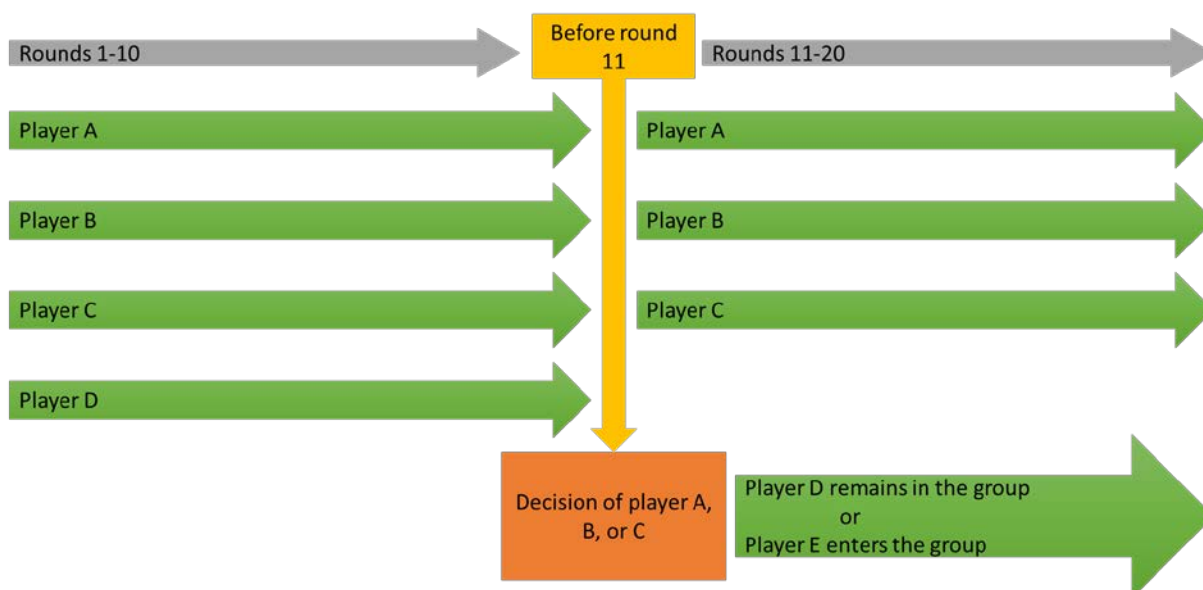 Rounds 1-10
Before round
11
Rounds 11-20
Player A
Player A
Player B
Player B
Player C
Player C
Player D
Decision of player A,
B, or C
Player D remains in the group
or
Player E enters the group